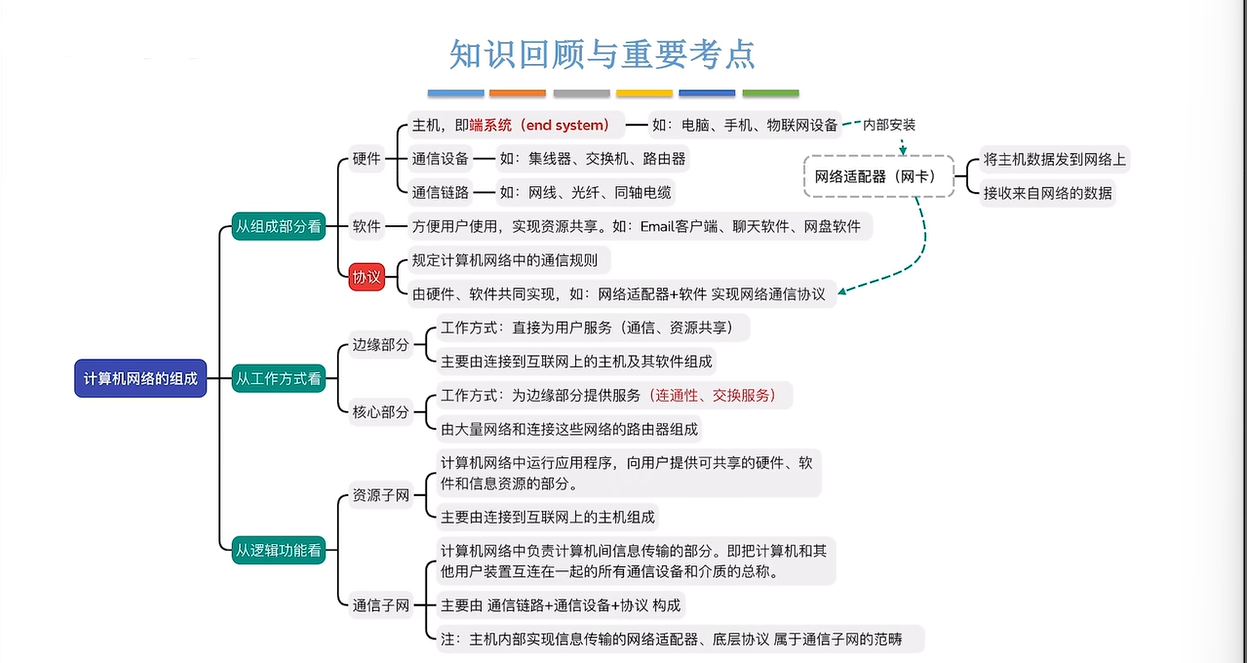 知识回顾与重要考点
主机，即端系统（end system）
如：电脑、手机、物联网设备
内部安装
硬件
通信设备
如：集线器、交换机、路由器
网络适配器（网卡）
将主机数据发到网络上
接收来自网络的数据
通信链路
如：网线、光纤、同轴电缆
从组成部分看
软件
方便用户使用，实现资源共享。如：Email客户端、聊天软件、网盘软件
协议
规定计算机网络中的通信规则
由硬件、软件共同实现，如：网络适配器+软件 实现网络通信协议
计算机网络的组成
从工作方式看
边缘部分
工作方式：直接为用户服务（通信、资源共享）
主要由连接到互联网上的主机及其软件组成
核心部分
工作方式：为边缘部分提供服务（连通性、交换服务）
由大量网络和连接这些网络的路由器组成
从逻辑功能看
资源子网
计算机网络中运行应用程序，向用户提供可共享的硬件、软
件和信息资源的部分。
主要由连接到互联网上的主机组成
通信子网
计算机网络中负责计算机间信息传输的部分。即把计算机和其
他用户装置互连在一起的所有通信设备和介质的总称。
主要由 通信链路+通信设备+协议 构成
注：主机内部实现信息传输的网络适配器、底层协议 属于通信子网的范畴